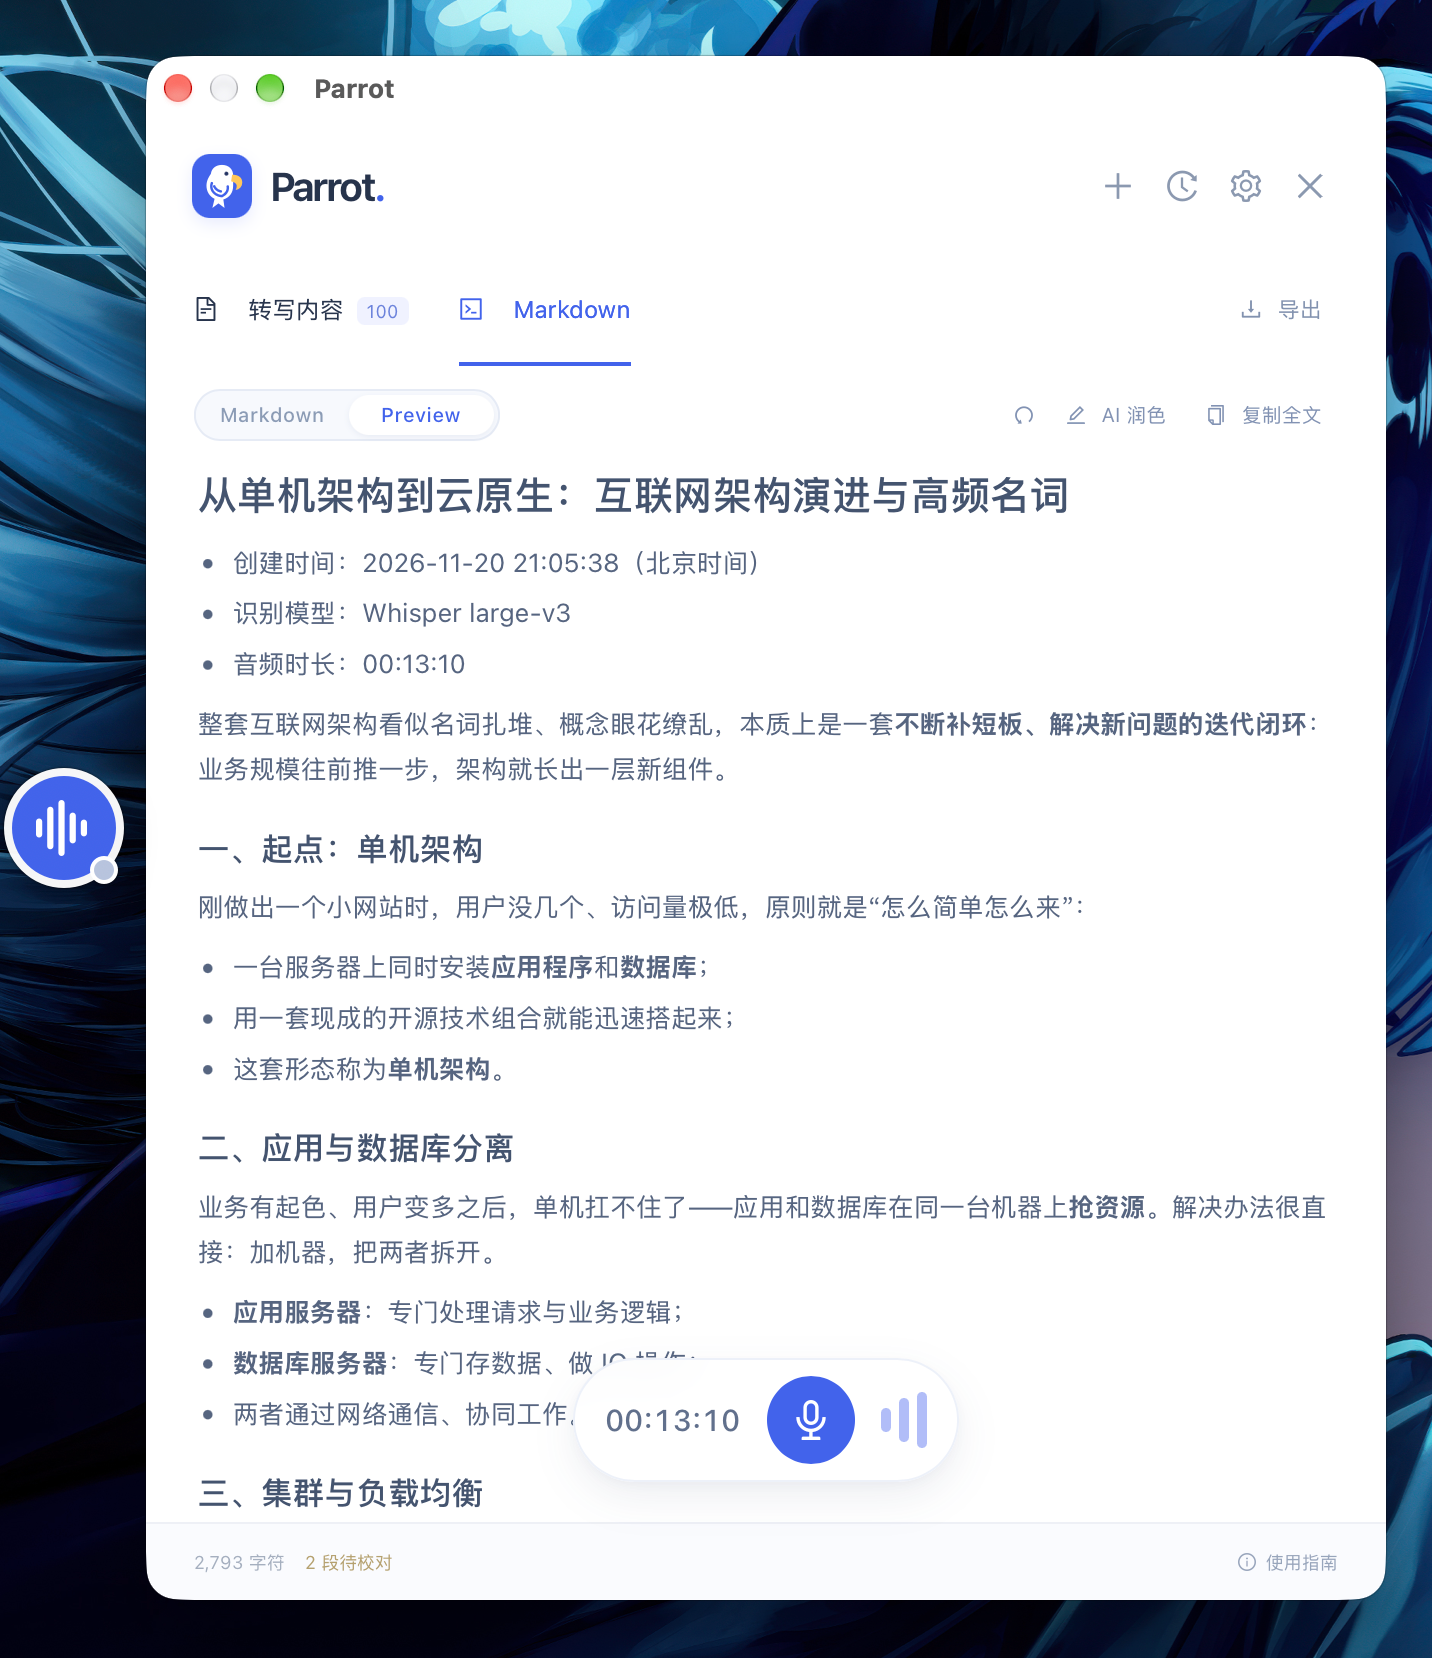 Parrot
Parrot.
转写内容 100 Markdown 导出
Markdown Preview AI 润色 复制全文
从单机架构到云原生：互联网架构演进与高频名词
• 创建时间：2026-11-20 21:05:38（北京时间）
• 识别模型：Whisper large-v3
• 音频时长：00:13:10
整套互联网架构看似名词扎堆、概念眼花缭乱，本质上是一套不断补短板、解决新问题的迭代闭环：
业务规模往前推一步，架构就长出一层新组件。
一、起点：单机架构
刚做出一个小网站时，用户没几个、访问量极低，原则就是“怎么简单怎么来”：
• 一台服务器上同时安装应用程序和数据库；
• 用一套现成的开源技术组合就能迅速搭起来；
• 这套形态称为单机架构。
二、应用与数据库分离
业务有起色、用户变多之后，单机扛不住了——应用和数据库在同一台机器上抢资源。解决办法很直
接：加机器，把两者拆开。
• 应用服务器：专门处理请求与业务逻辑；
• 数据库服务器：专门存数据、做 IO 操作；
• 两者通过网络通信、协同工作。
00:13:10
三、集群与负载均衡
2,793 字符 2 段待校对 使用指南